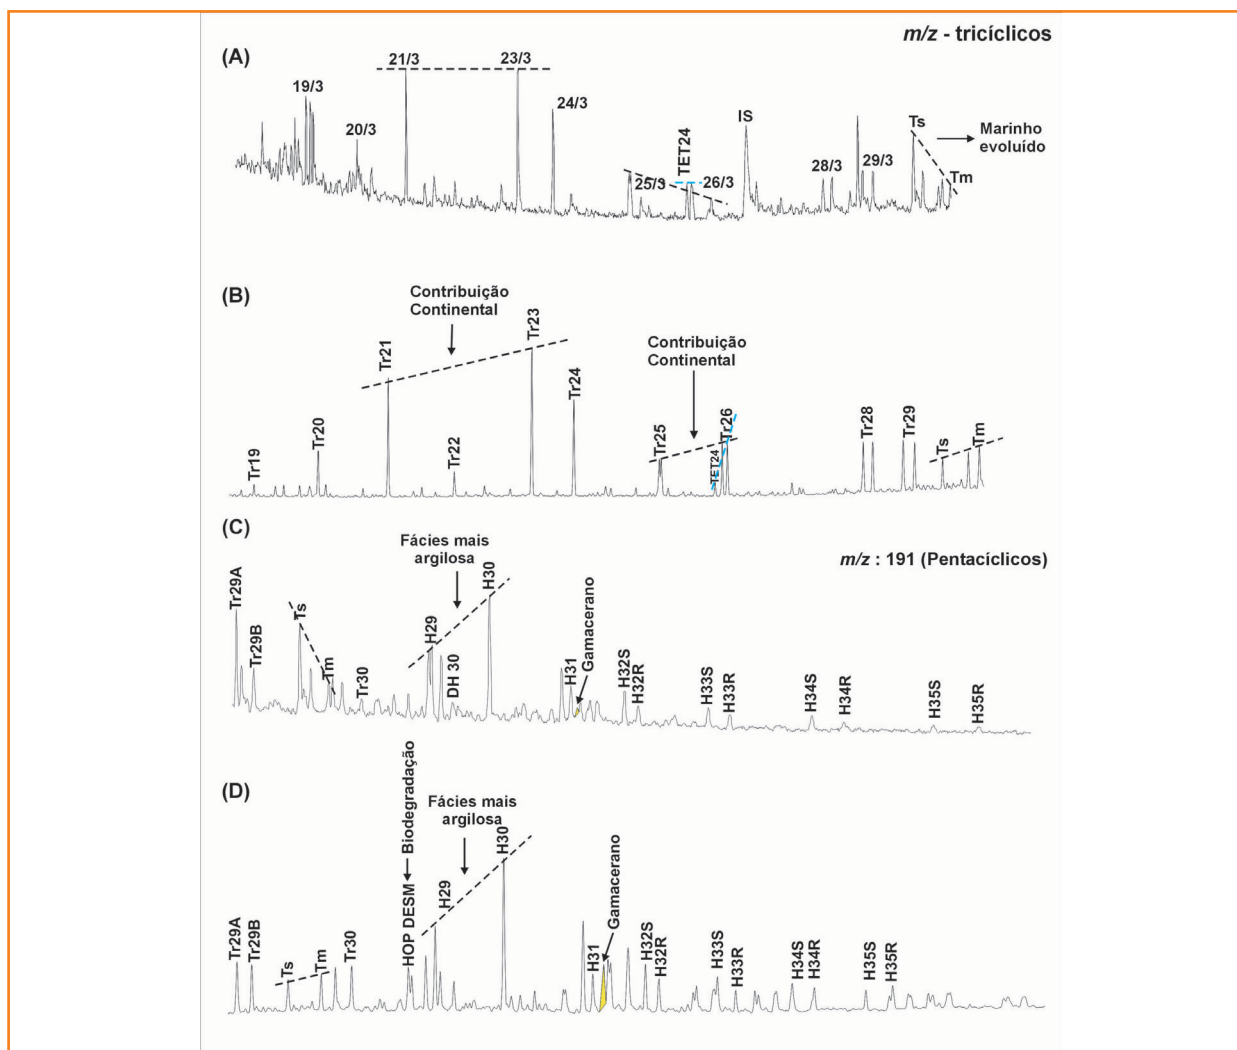 m/z - tricíclicos
(A)
19/3
20/3
21/3
23/3
24/3
25/3
TET24
26/3
IS
28/3
29/3
Ts
Tm
Marinho
evoluído
(B)
Contribuição
Continental
Contribuição
Continental
Tr19
Tr20
Tr21
Tr22
Tr23
Tr24
Tr25
TET24
Tr26
Tr28
Tr29
Ts
Tm
(C)
Fácies mais
argilosa
m/z : 191 (Pentacíclicos)
Tr29A
Tr29B
Ts
Tm
Tr30
H29
DH 30
H30
H31
Gamacerano
H32S
H32R
H33S
H33R
H34S
H34R
H35S
H35R
(D)
Biodegradação
Fácies mais
argilosa
Tr29A
Tr29B
Ts
Tm
Tr30
HOP DESM
H29
H30
H31
Gamacerano
H32S
H32R
H33S
H33R
H34S
H34R
H35S
H35R